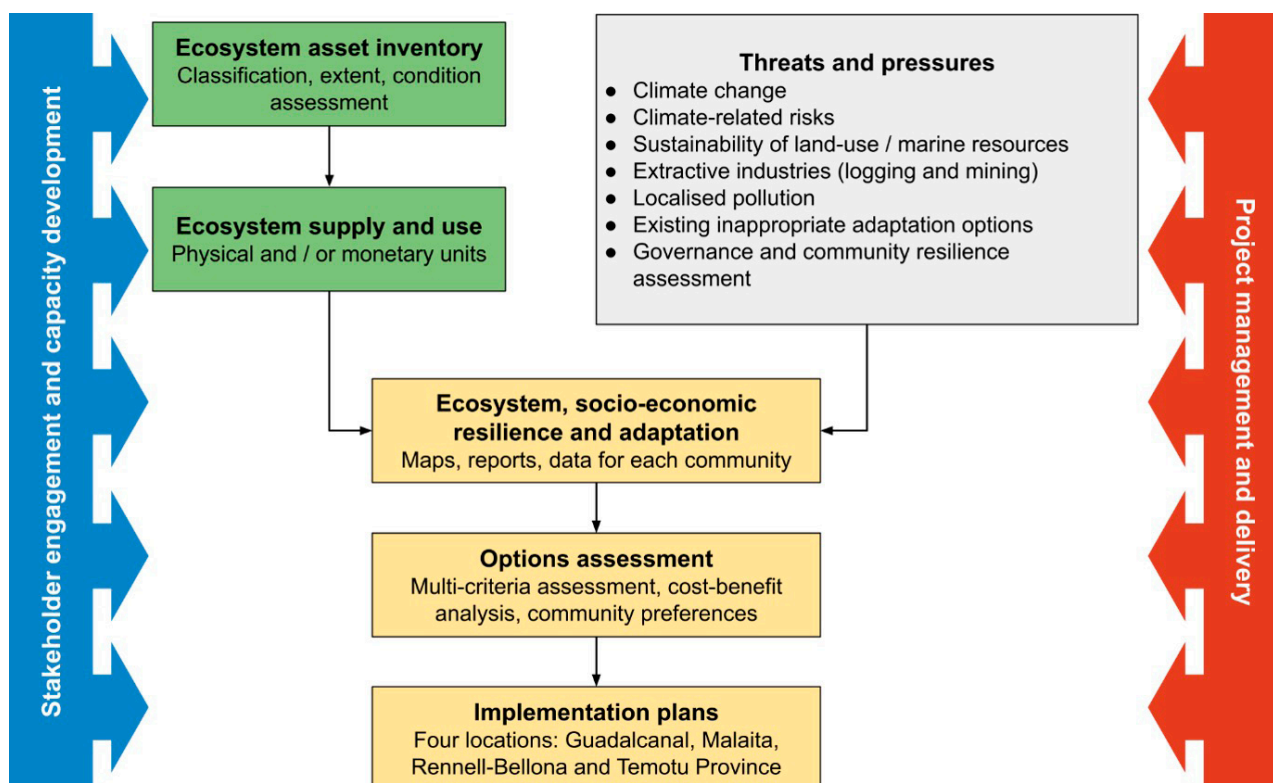 Stakeholder engagement and capacity development
Ecosystem asset inventory
Classification, extent, condition
assessment
Ecosystem supply and use
Physical and / or monetary units
Threats and pressures
● Climate change
● Climate-related risks
● Sustainability of land-use / marine resources
● Extractive industries (logging and mining)
● Localised pollution
● Existing inappropriate adaptation options
● Governance and community resilience
assessment
Ecosystem, socio-economic
resilience and adaptation
Maps, reports, data for each community
Options assessment
Multi-criteria assessment, cost-benefit
analysis, community preferences
Implementation plans
Four locations: Guadalcanal, Malaita,
Rennell-Bellona and Temotu Province
Project management and delivery